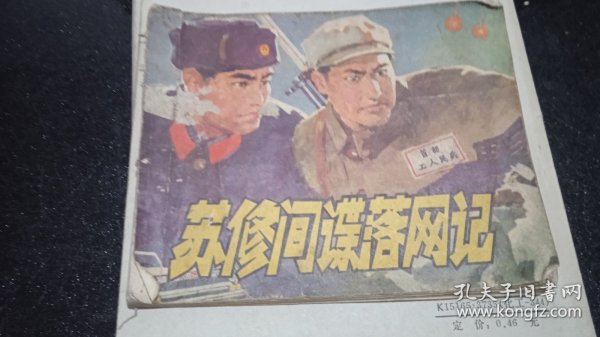 首都
工人民兵
苏修间谍落网记
定 价：0.46 元
孔夫子旧书网
www.kongfz.com